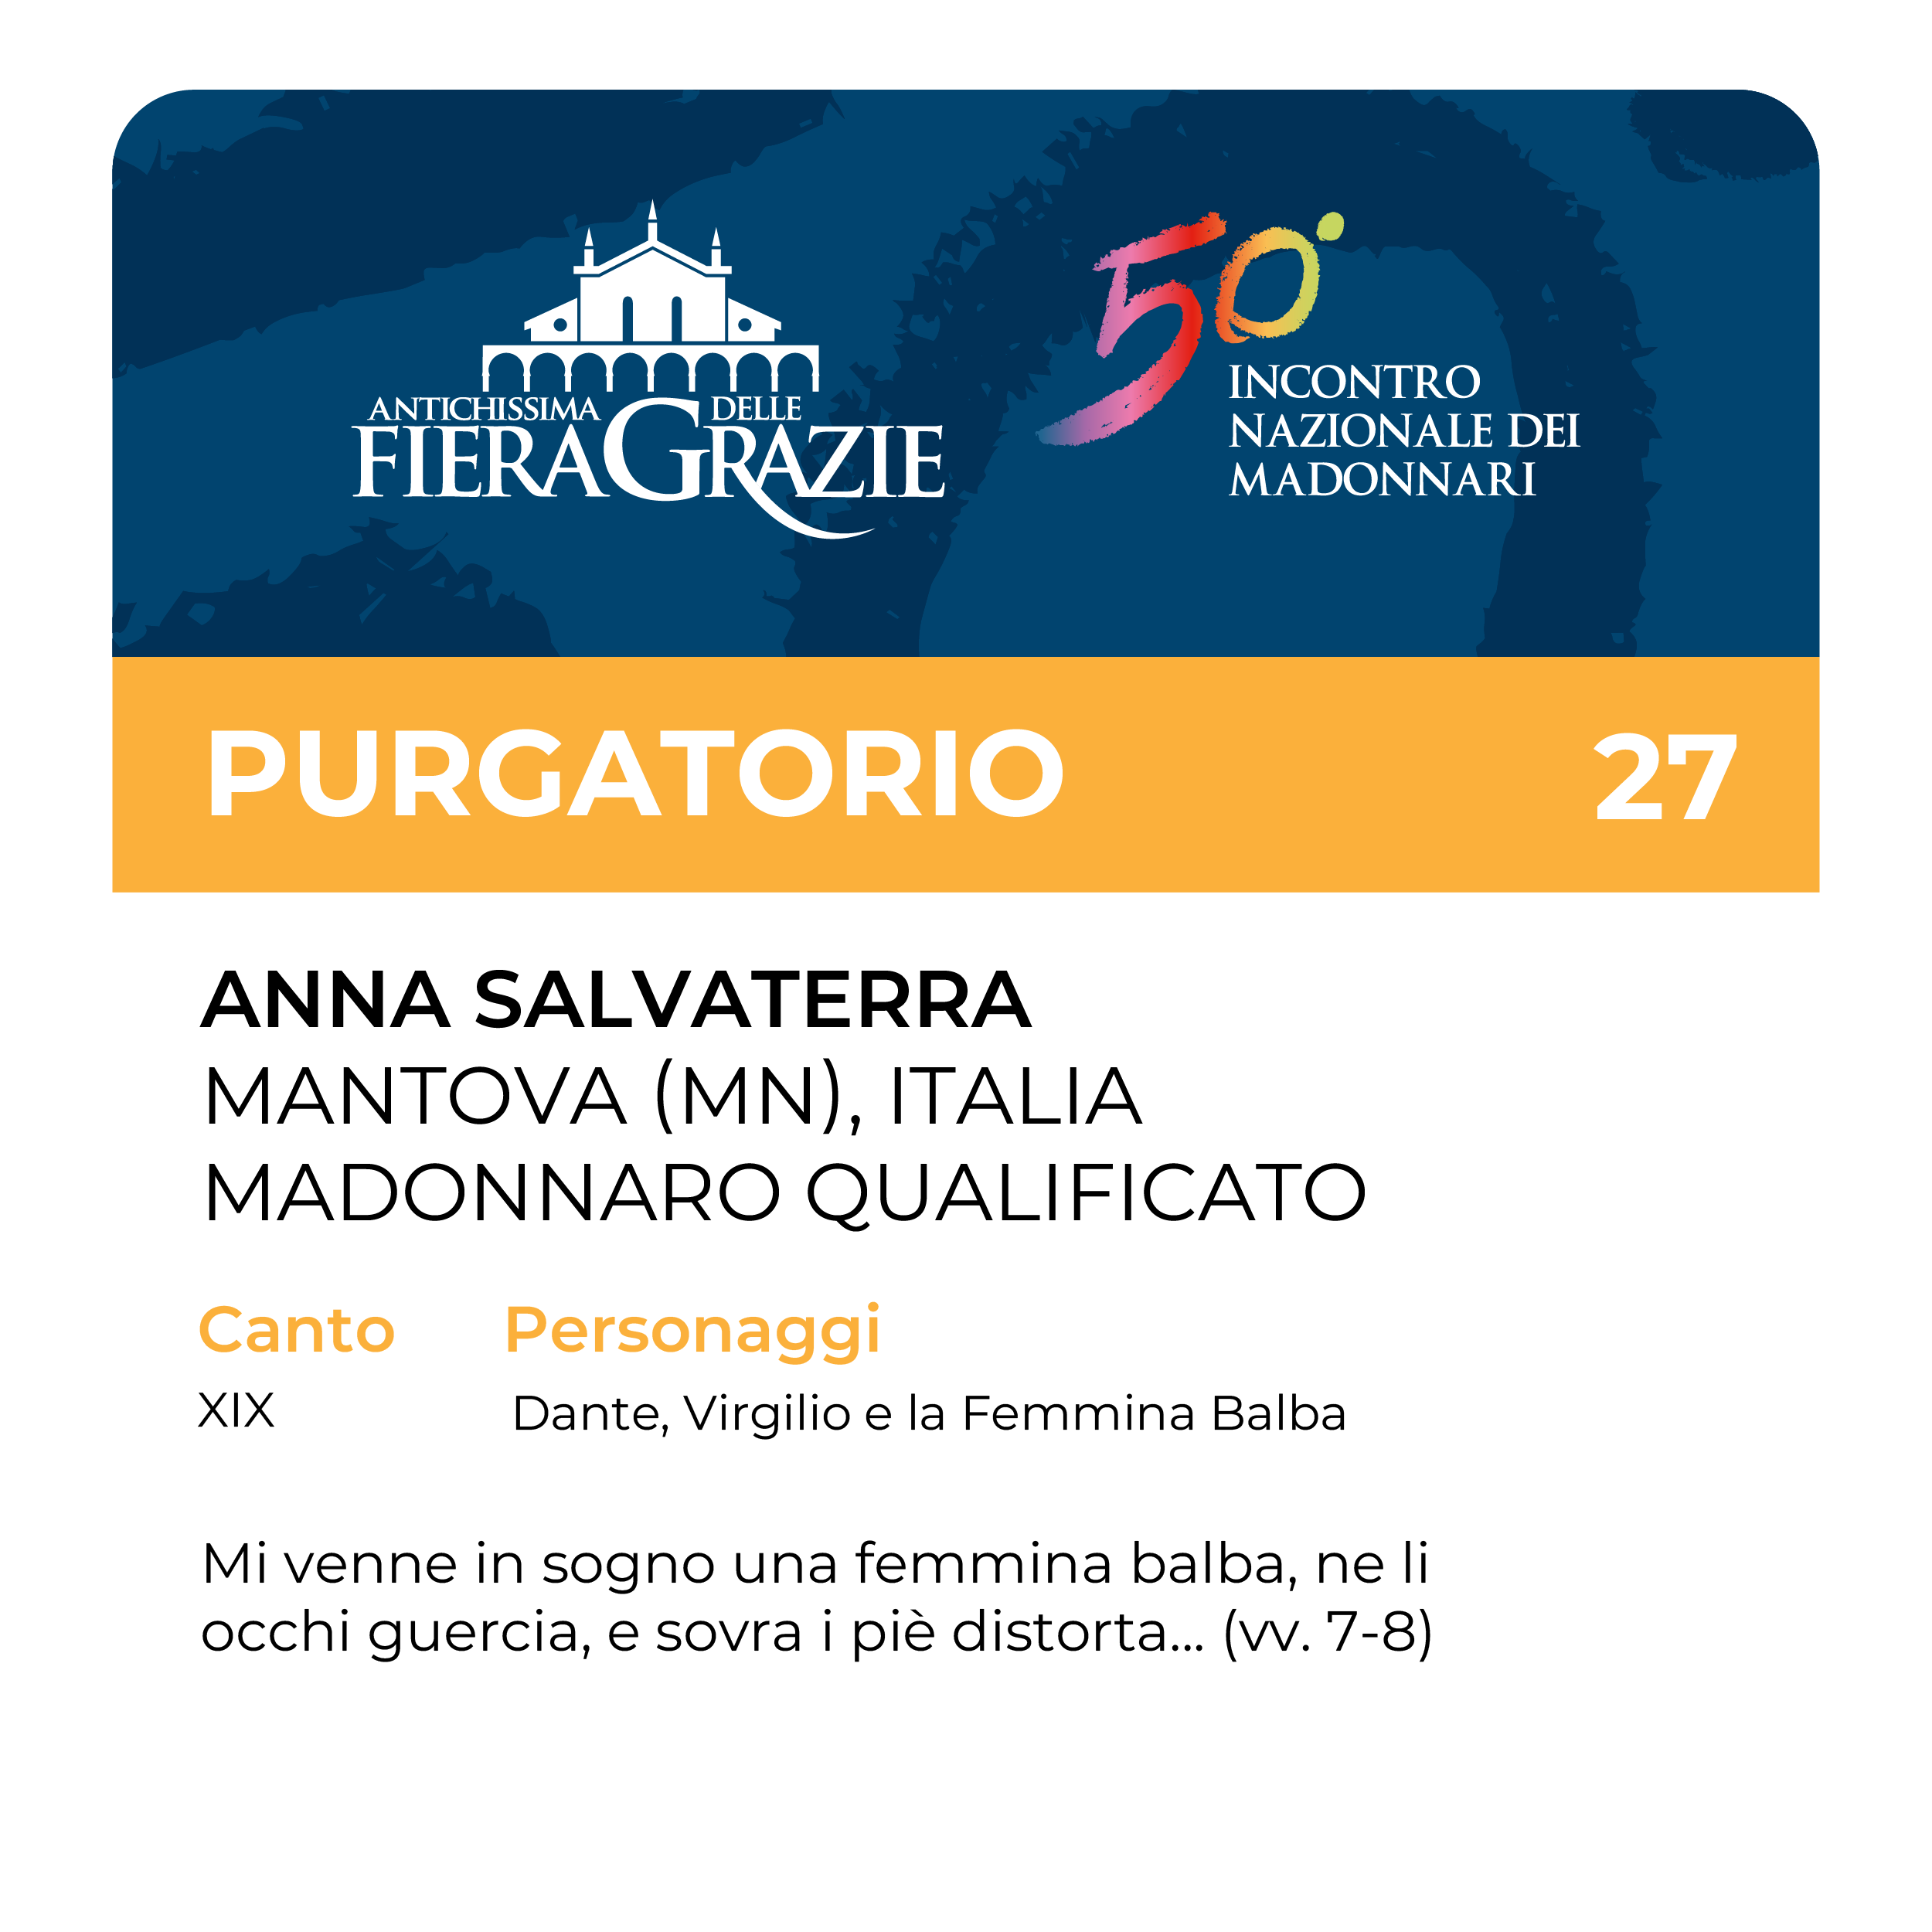 ANTICHISSIMA DELLE
FIERAGRAZIE
50°
INCONTRO
NAZIONALE DEI
MADONNARI
PURGATORIO 27
ANNA SALVATERRA
MANTOVA (MN), ITALIA
MADONNARO QUALIFICATO
Canto Personaggi
XIX Dante, Virgilio e la Femmina Balba
Mi venne in sogno una femmina balba, ne li
occhi guercia, e sovra i piè distorta... (vv. 7-8)